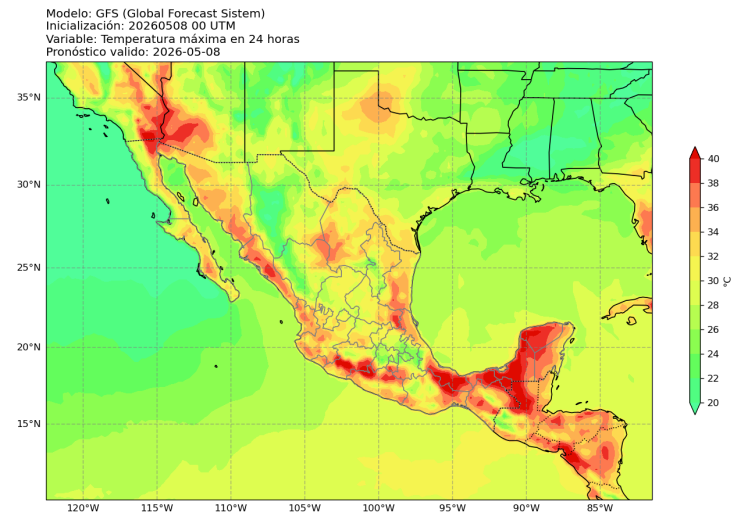 Modelo: GFS (Global Forecast Sistem)
Inicialización: 20260508 00 UTM
Variable: Temperatura máxima en 24 horas
Pronóstico valido: 2026-05-08
35°N
30°N
25°N
20°N
15°N
120°W
115°W
110°W
105°W
100°W
95°W
90°W
85°W
40
38
36
34
32
30
28
26
24
22
20
°C